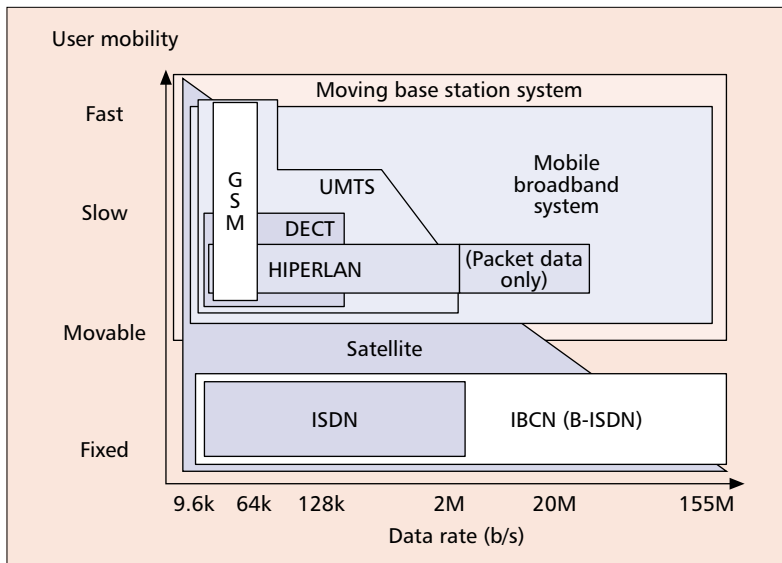 User mobility
Moving base station system
Fast
Mobile
broadband
system
G
S
M
UMTS
Slow
DECT
HIPERLAN
(Packet data
only)
Movable
Satellite
ISDN
IBCN (B-ISDN)
Fixed
9.6k 64k 128k 2M 20M 155M
Data rate (b/s)